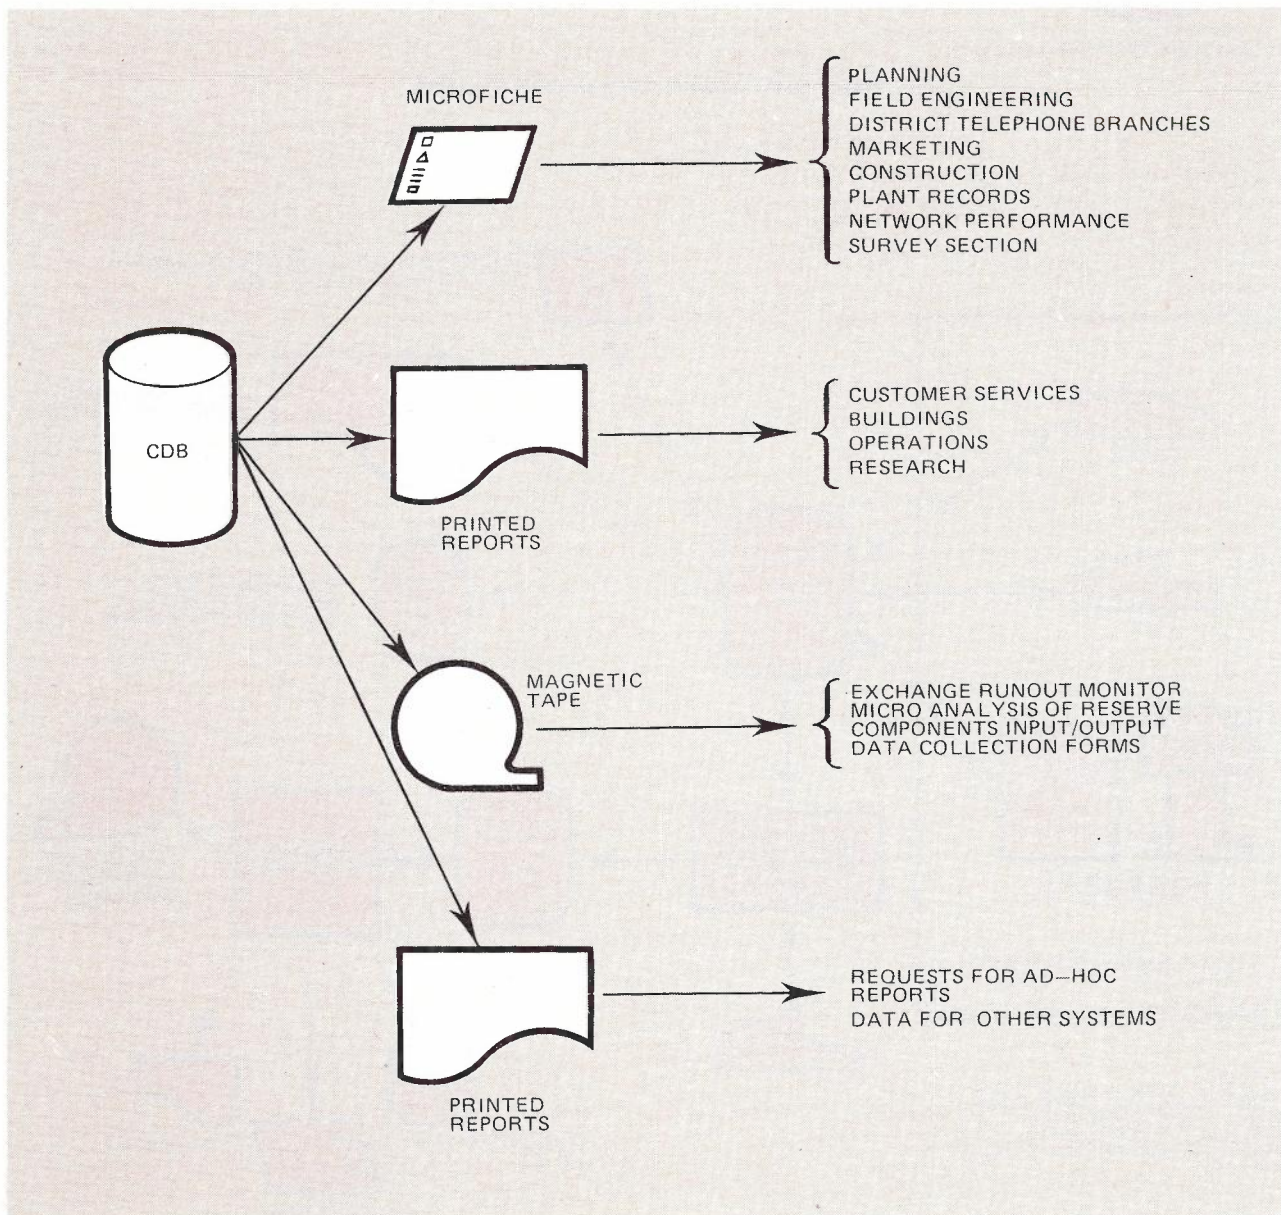 MICROFICHE
PLANNING
FIELD ENGINEERING
DISTRICT TELEPHONE BRANCHES
MARKETING
CONSTRUCTION
PLANT RECORDS
NETWORK PERFORMANCE
SURVEY SECTION
CDB
PRINTED
REPORTS
CUSTOMER SERVICES
BUILDINGS
OPERATIONS
RESEARCH
MAGNETIC
TAPE
EXCHANGE RUNOUT MONITOR
MICRO ANALYSIS OF RESERVE
COMPONENTS INPUT/OUTPUT
DATA COLLECTION FORMS
PRINTED
REPORTS
REQUESTS FOR AD-HOC
REPORTS
DATA FOR OTHER SYSTEMS